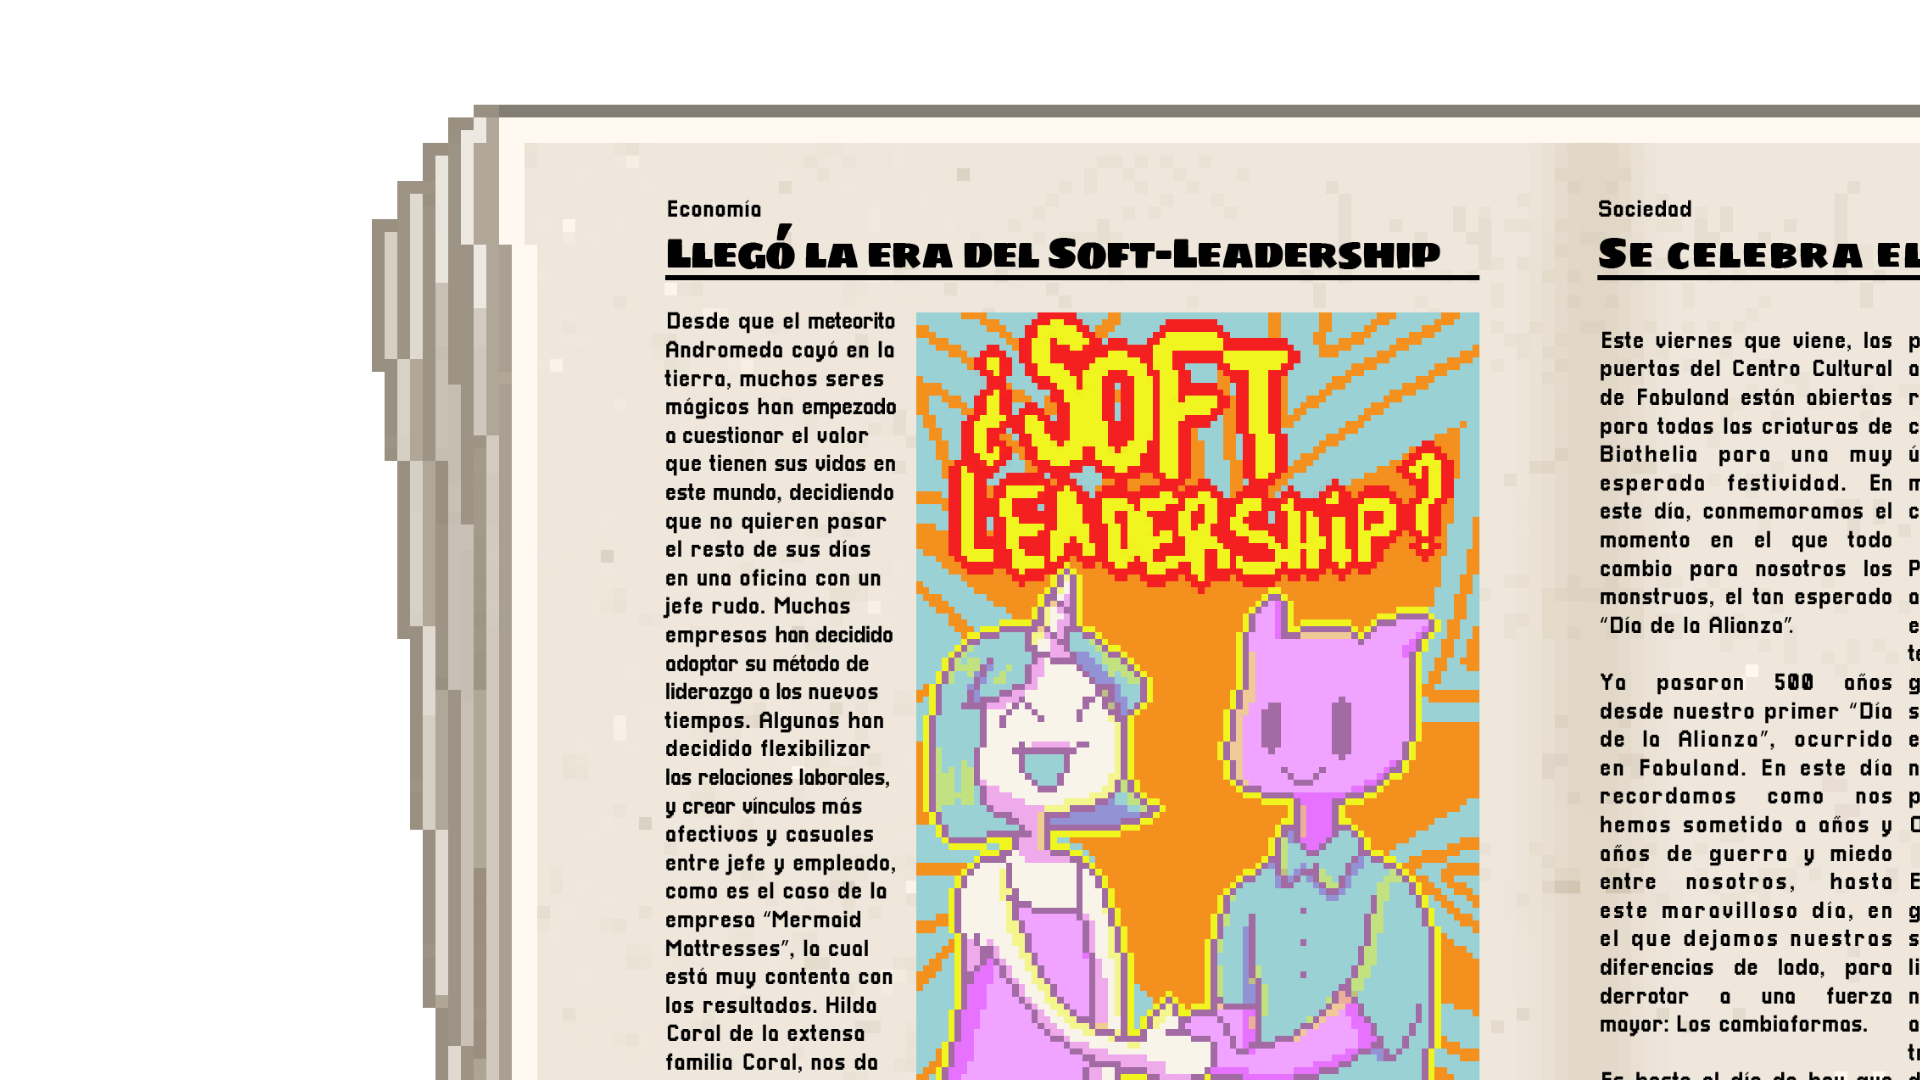 Economía
Llegó la era del Soft-Leadership
Desde que el meteorito
Andromeda cayó en la
tierra, muchos seres
mágicos han empezado
a cuestionar el valor
que tienen sus vidas en
este mundo, decidiendo
que no quieren pasar
el resto de sus días
en una oficina con un
jefe rudo. Muchas
empresas han decidido
adoptar su método de
liderazgo a los nuevos
tiempos. Algunas han
decidido flexibilizar
las relaciones laborales,
y crear vínculos más
afectivos y casuales
entre jefe y empleado,
como es el caso de la
empresa “Mermaid
Mattresses”, la cual
está muy contenta con
los resultados. Hilda
Coral de la extensa
familia Coral, nos da
¿Soft
Leadership?
Sociedad
Se celebra el
Este viernes que viene, las
puertas del Centro Cultural
de Fabuland están abiertas
para todas las criaturas de
Biothelia para una muy
esperada festividad. En
este día, conmemoramos el
momento en el que todo
cambio para nosotros los
monstruos, el tan esperado
“Día de la Alianza”.
Ya pasaron 500 años
desde nuestro primer “Día
de la Alianza”, ocurrido
en Fabuland. En este día
recordamos como nos
hemos sometido a años y
años de guerra y miedo
entre nosotros, hasta
este maravilloso día, en
el que dejamos nuestras
diferencias de lado, para
derrotar a una fuerza
mayor: Los cambiaformas.
Es hasta el día de hoy que